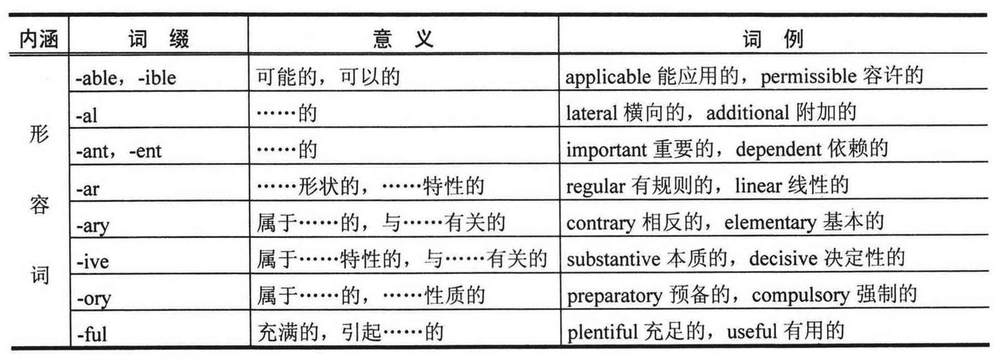 内涵 词 缀 意 义 词 例
-able，-ible 可能的，可以的 applicable 能应用的，permissible 容许的
-al ……的 lateral 横向的，additional 附加的
形
-ant，-ent ……的 important 重要的，dependent 依赖的
-ar ……形状的，……特性的 regular 有规则的，linear 线性的
容
-ary 属于……的，与……有关的 contrary 相反的，elementary 基本的
-ive 属于……特性的，与……有关的 substantive 本质的，decisive 决定性的
词
-ory 属于……的，……性质的 preparatory 预备的，compulsory 强制的
-ful 充满的，引起……的 plentiful 充足的，useful 有用的